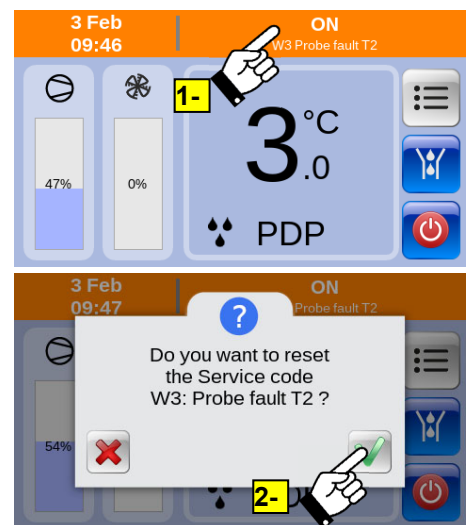 3 Feb
09:46
ON
W3 Probe fault T2
1-
47%
0%
3.0 °C
PDP
3 Feb
09:47
ON
Probe fault T2
?
Do you want to reset
the Service code
W3: Probe fault T2 ?
54%
2-